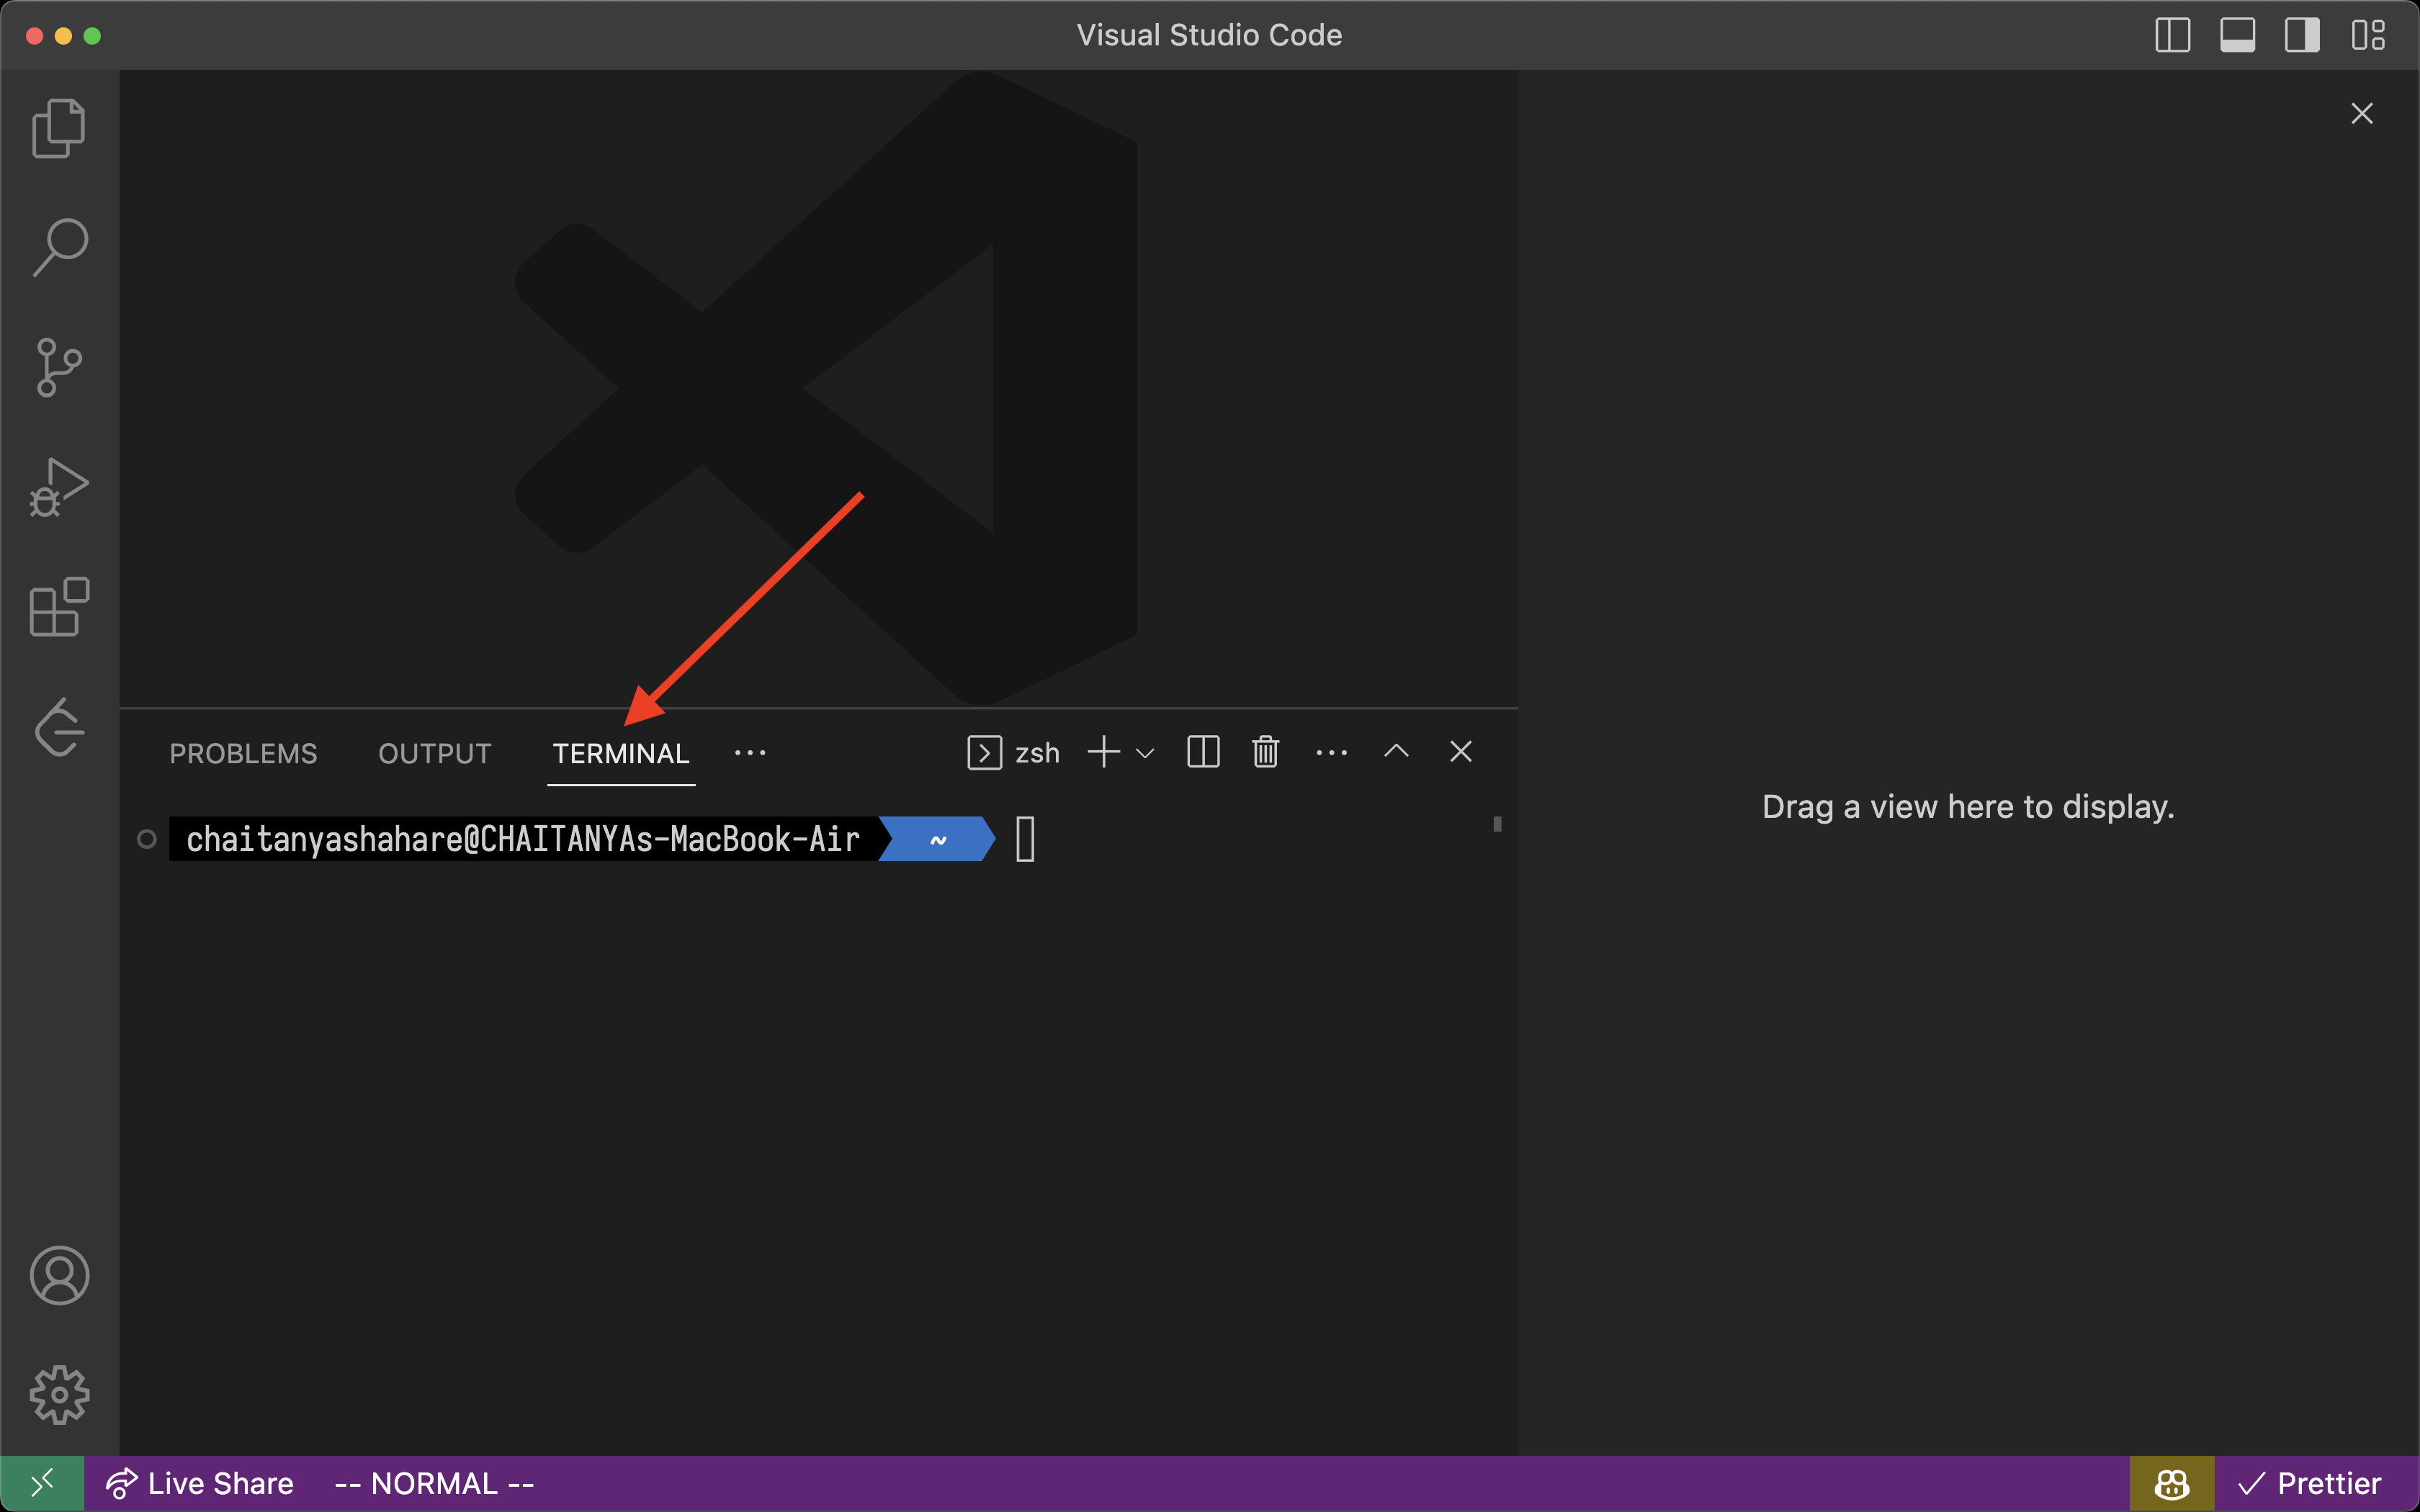 Visual Studio Code
PROBLEMS OUTPUT TERMINAL ... zsh
chaitanyashahare@CHAITANYAs-MacBook-Air ~
Drag a view here to display.
Live Share -- NORMAL -- Prettier